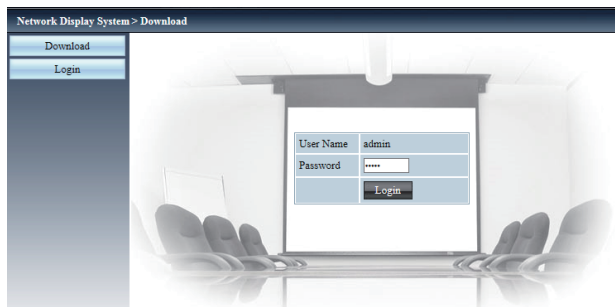 Network Display System > Download
Download
Login
User Name admin
Password •••••
Login